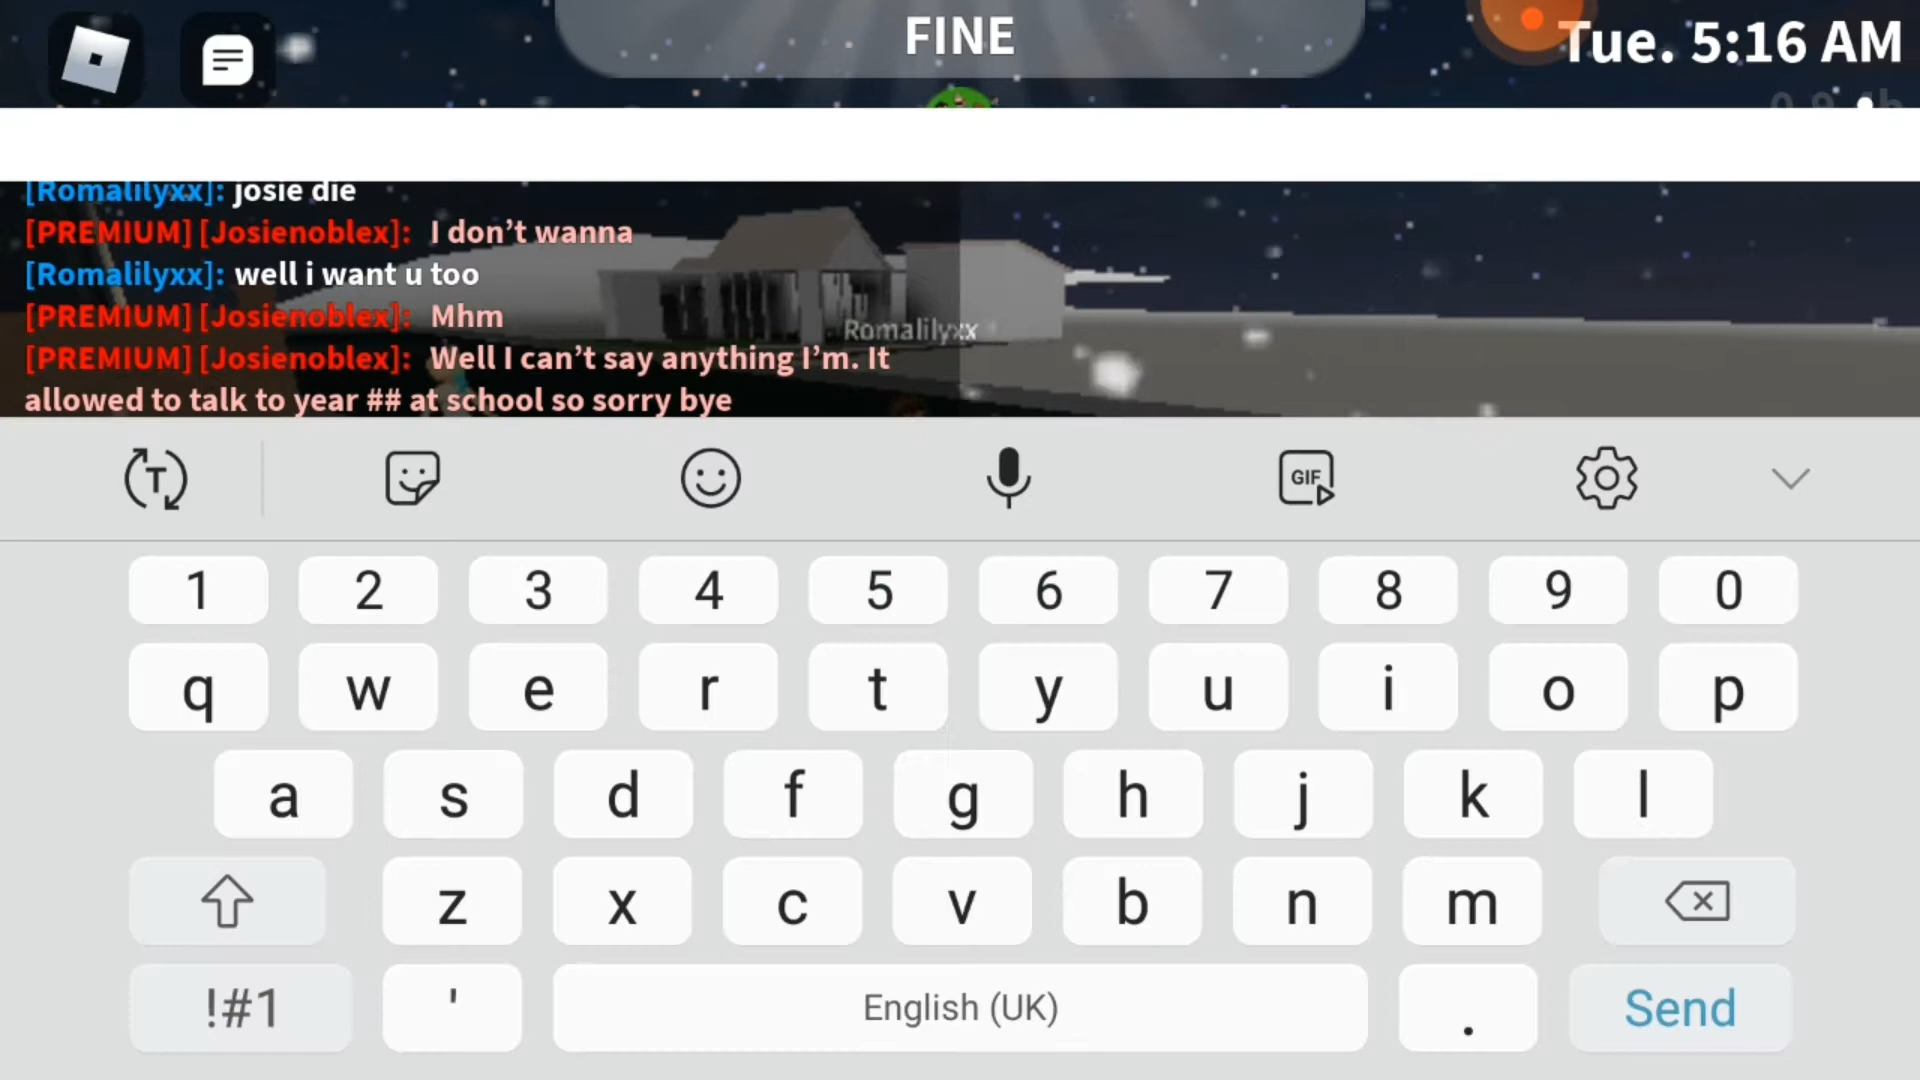 FINE
Tue. 5:16 AM
[Romalilyxx]: josie die
[PREMIUM] [Josienoblex]: I don't wanna
[Romalilyxx]: well i want u too
[PREMIUM] [Josienoblex]: Mhm
Romalilyxx
[PREMIUM] [Josienoblex]: Well I can't say anything I'm. It
allowed to talk to year ## at school so sorry bye
T
GIF
1 2 3 4 5 6 7 8 9 0
q w e r t y u i o p
a s d f g h j k l
z x c v b n m
!#1 ' English (UK) . Send